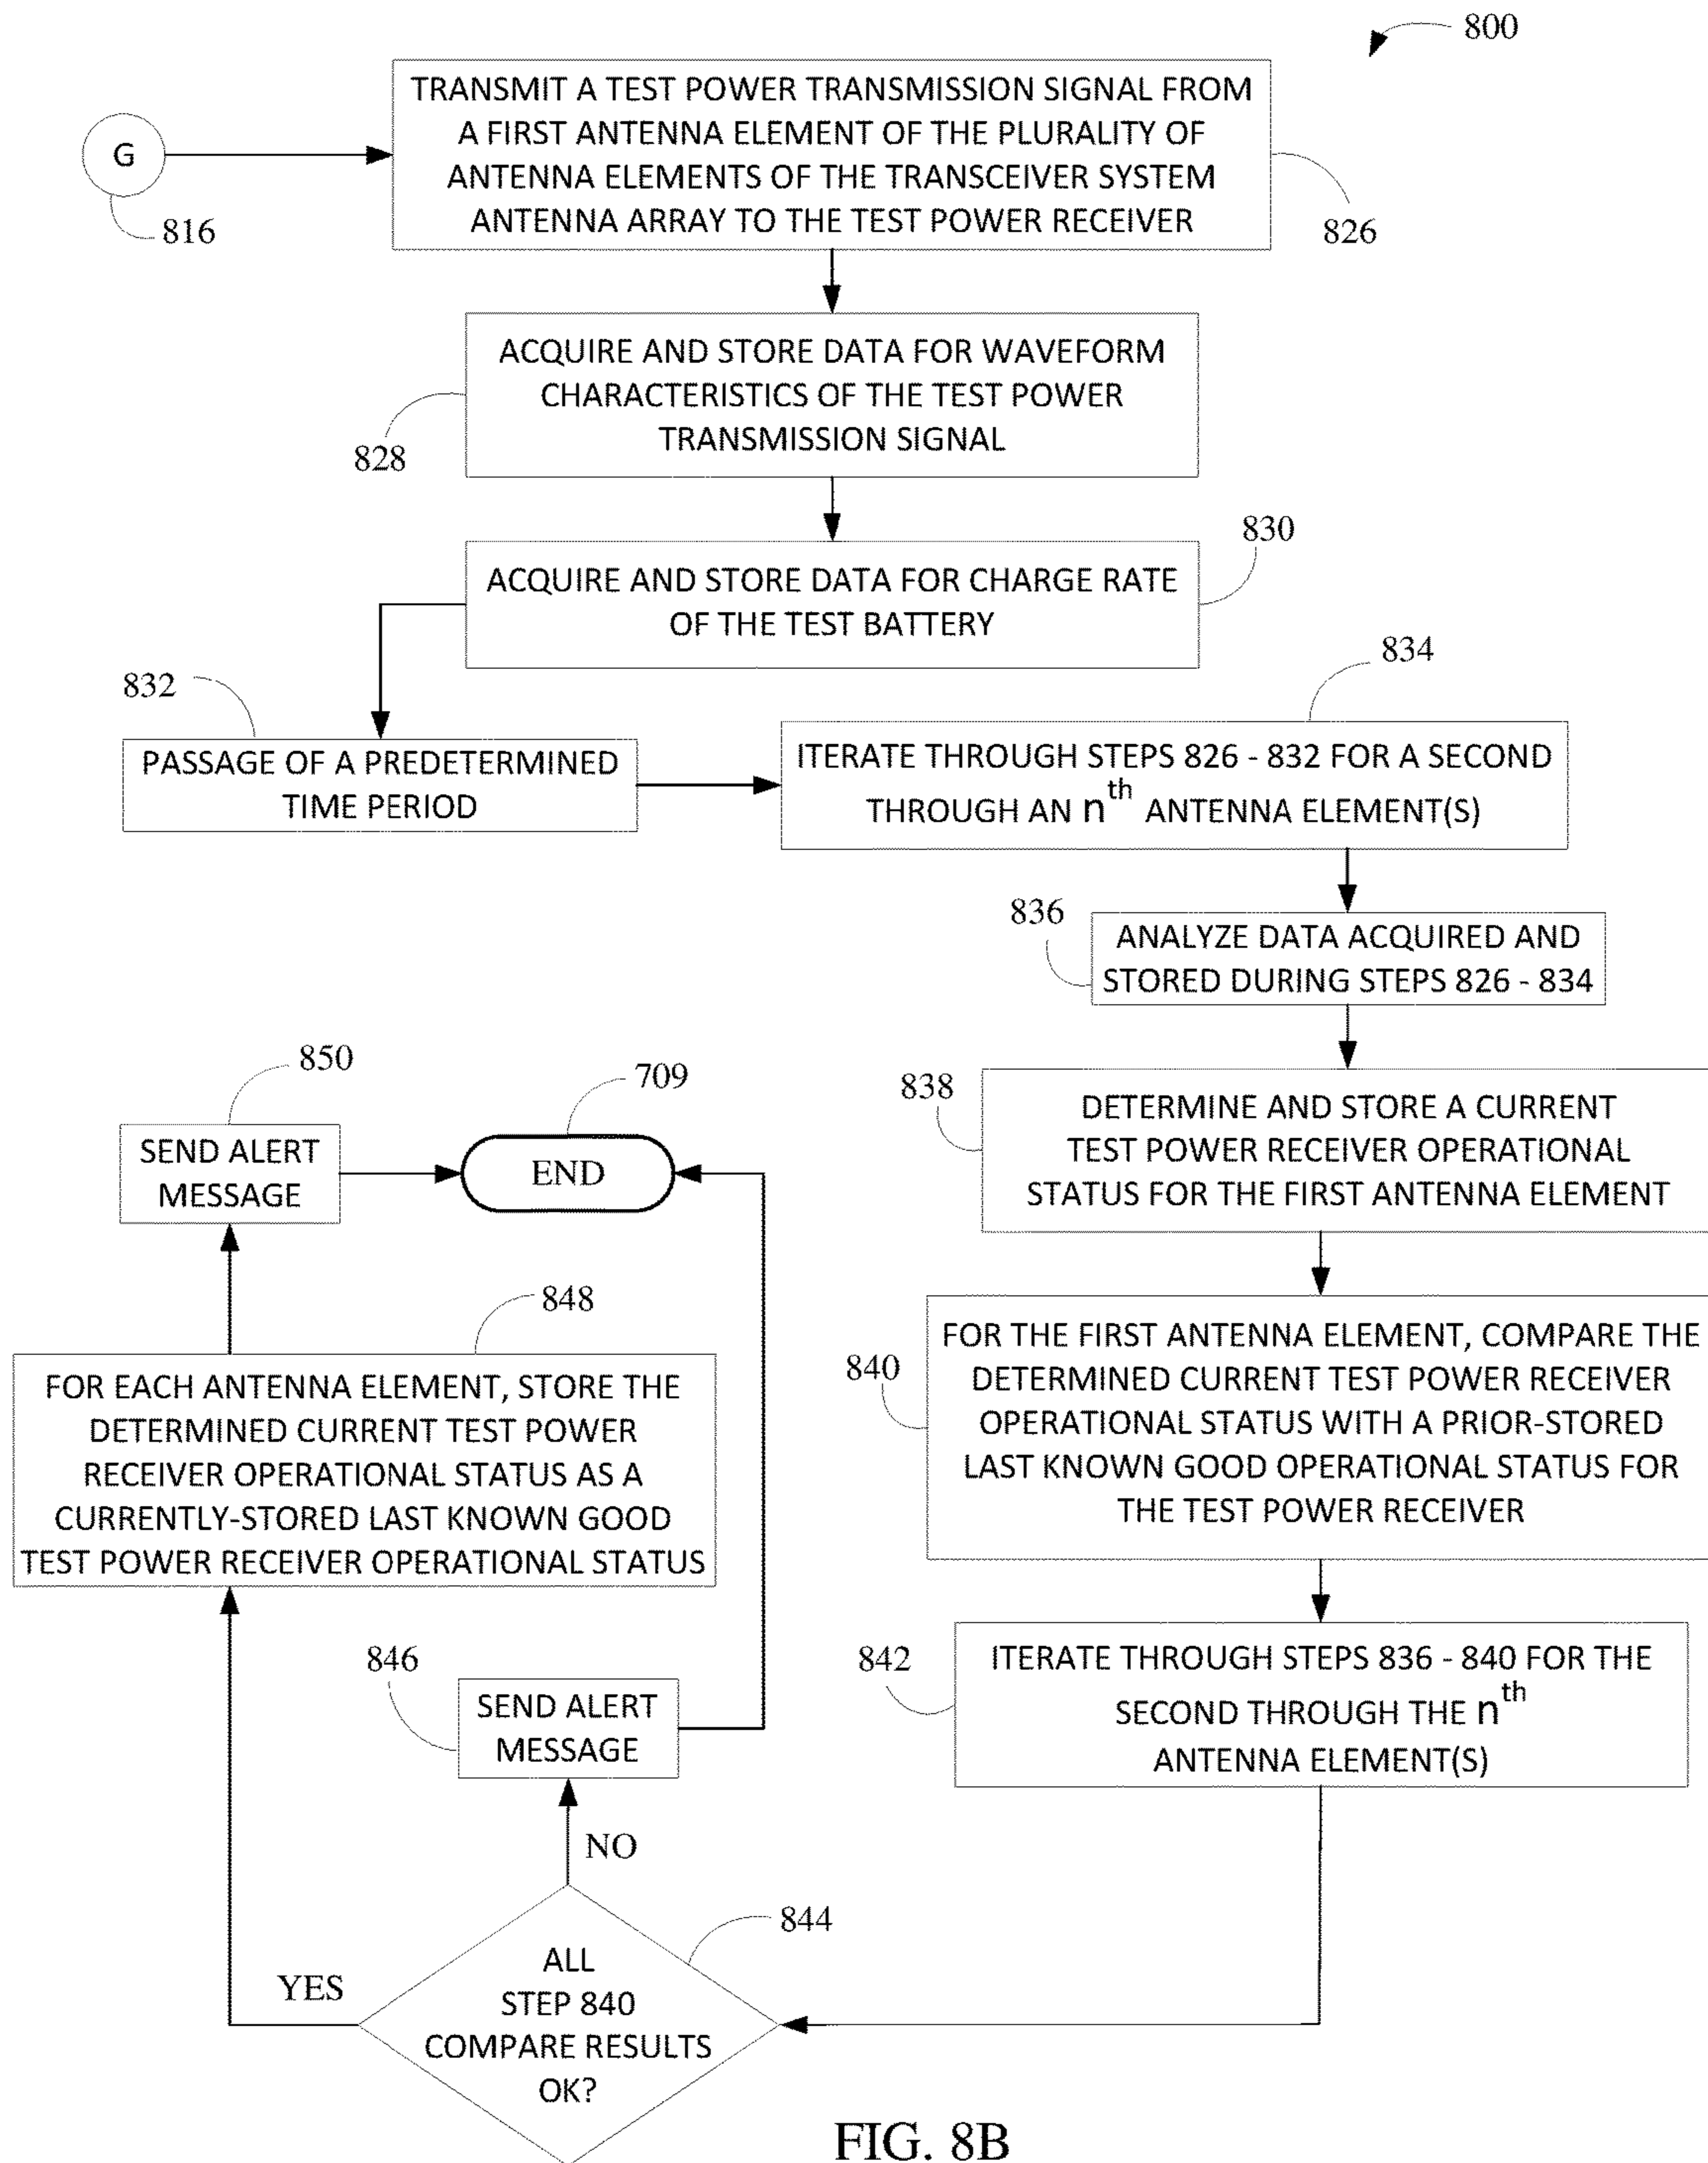 800
G
816
TRANSMIT A TEST POWER TRANSMISSION SIGNAL FROM
A FIRST ANTENNA ELEMENT OF THE PLURALITY OF
ANTENNA ELEMENTS OF THE TRANSCEIVER SYSTEM
ANTENNA ARRAY TO THE TEST POWER RECEIVER
826
ACQUIRE AND STORE DATA FOR WAVEFORM
CHARACTERISTICS OF THE TEST POWER
TRANSMISSION SIGNAL
828
830
ACQUIRE AND STORE DATA FOR CHARGE RATE
OF THE TEST BATTERY
832
PASSAGE OF A PREDETERMINED
TIME PERIOD
834
ITERATE THROUGH STEPS 826 - 832 FOR A SECOND
THROUGH AN nth ANTENNA ELEMENT(S)
836
ANALYZE DATA ACQUIRED AND
STORED DURING STEPS 826 - 834
838
DETERMINE AND STORE A CURRENT
TEST POWER RECEIVER OPERATIONAL
STATUS FOR THE FIRST ANTENNA ELEMENT
840
FOR THE FIRST ANTENNA ELEMENT, COMPARE THE
DETERMINED CURRENT TEST POWER RECEIVER
OPERATIONAL STATUS WITH A PRIOR-STORED
LAST KNOWN GOOD OPERATIONAL STATUS FOR
THE TEST POWER RECEIVER
842
ITERATE THROUGH STEPS 836 - 840 FOR THE
SECOND THROUGH THE nth
ANTENNA ELEMENT(S)
844
ALL
STEP 840
COMPARE RESULTS
OK?
NO
YES
846
SEND ALERT
MESSAGE
848
FOR EACH ANTENNA ELEMENT, STORE THE
DETERMINED CURRENT TEST POWER
RECEIVER OPERATIONAL STATUS AS A
CURRENTLY-STORED LAST KNOWN GOOD
TEST POWER RECEIVER OPERATIONAL STATUS
850
SEND ALERT
MESSAGE
709
END
FIG. 8B